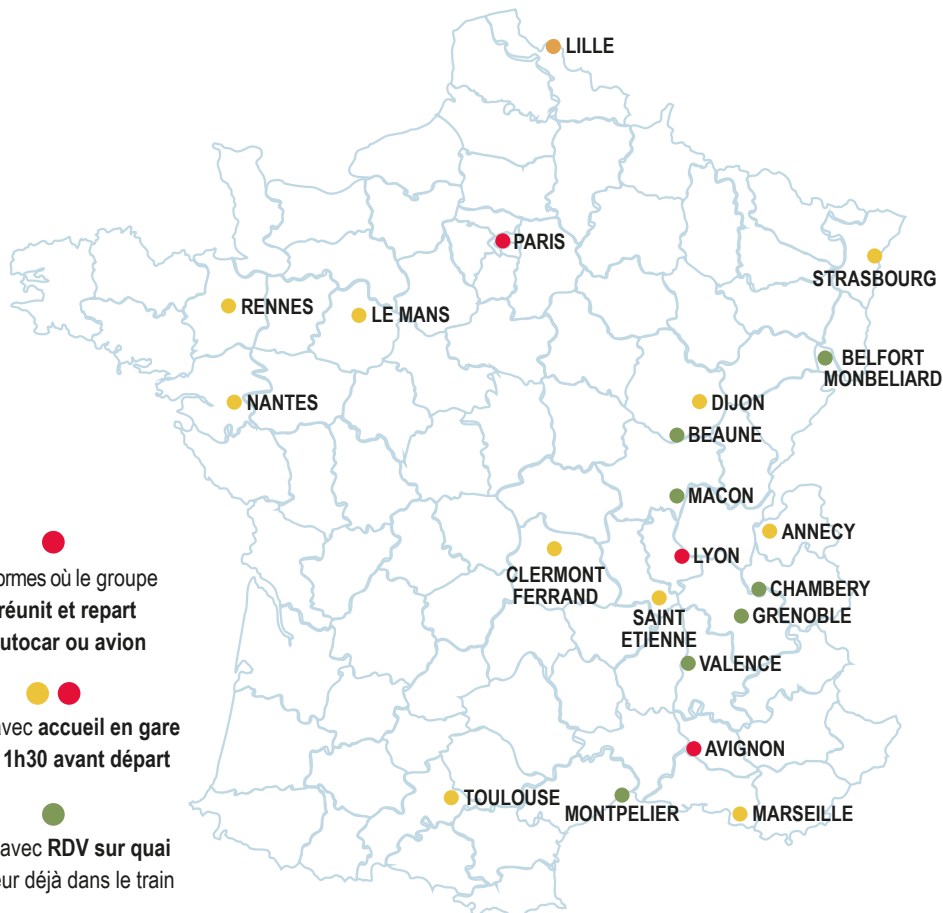 LILLE
PARIS
STRASBOURG
RENNES
LE MANS
BELFORT
MONBELIARD
NANTES
DIJON
BEAUNE
MACON
ANNECY
LYON
CLERMONT
FERRAND
CHAMBERY
SAINT
ETIENNE
GRENOBLE
VALENCE
AVIGNON
TOULOUSE
MONTPELIER
MARSEILLE
ormes où le groupe
réunit et repart
utocar ou avion
avec accueil en gare
1h30 avant départ
avec RDV sur quai
eur déjà dans le train